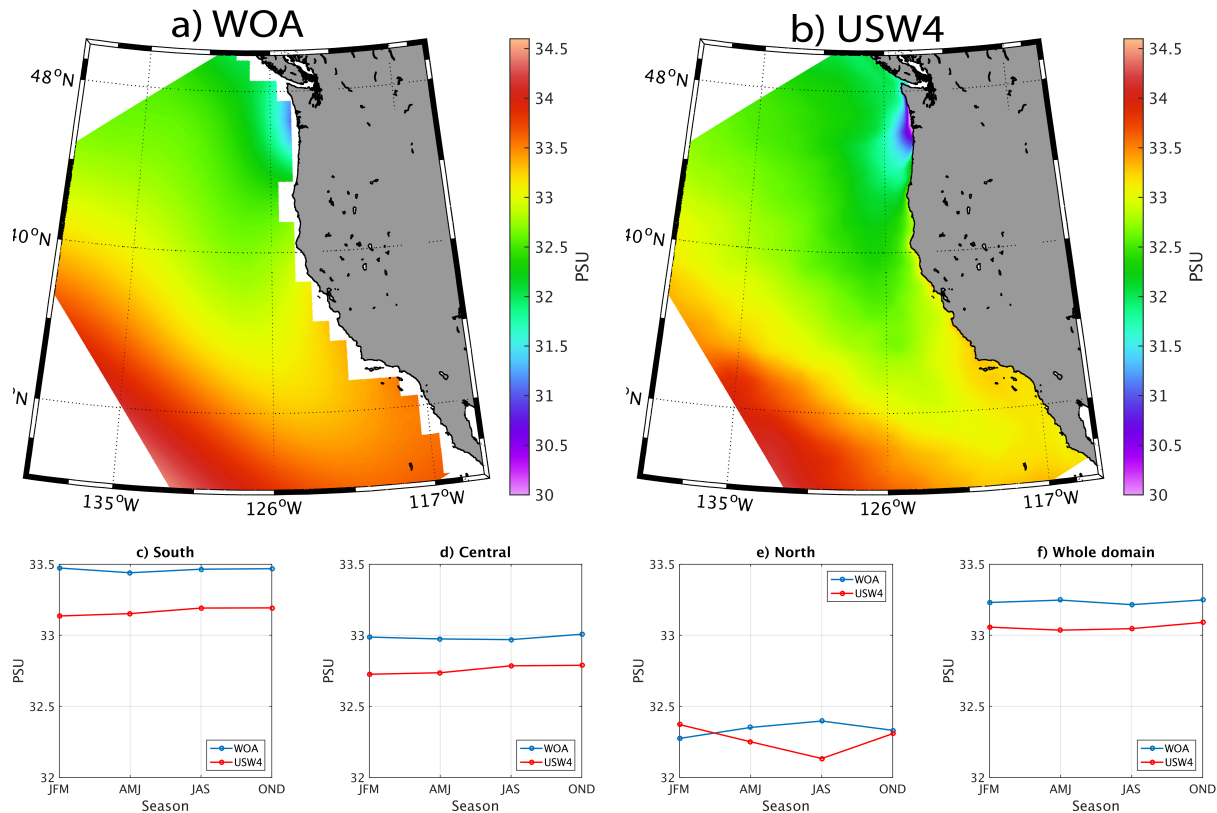 a) WOA
b) USW4
48°N
40°N
°N
135°W
126°W
117°W
34.5
34
33.5
33
32.5
32
31.5
31
30.5
30
PSU
48°N
40°N
°N
135°W
126°W
117°W
34.5
34
33.5
33
32.5
32
31.5
31
30.5
30
PSU
c) South
33.5
33
32.5
32
PSU
JFM AMJ JAS OND
Season
WOA
USW4
d) Central
33.5
33
32.5
32
PSU
JFM AMJ JAS OND
Season
WOA
USW4
e) North
33.5
33
32.5
32
PSU
JFM AMJ JAS OND
Season
WOA
USW4
f) Whole domain
33.5
33
32.5
32
PSU
JFM AMJ JAS OND
Season
WOA
USW4